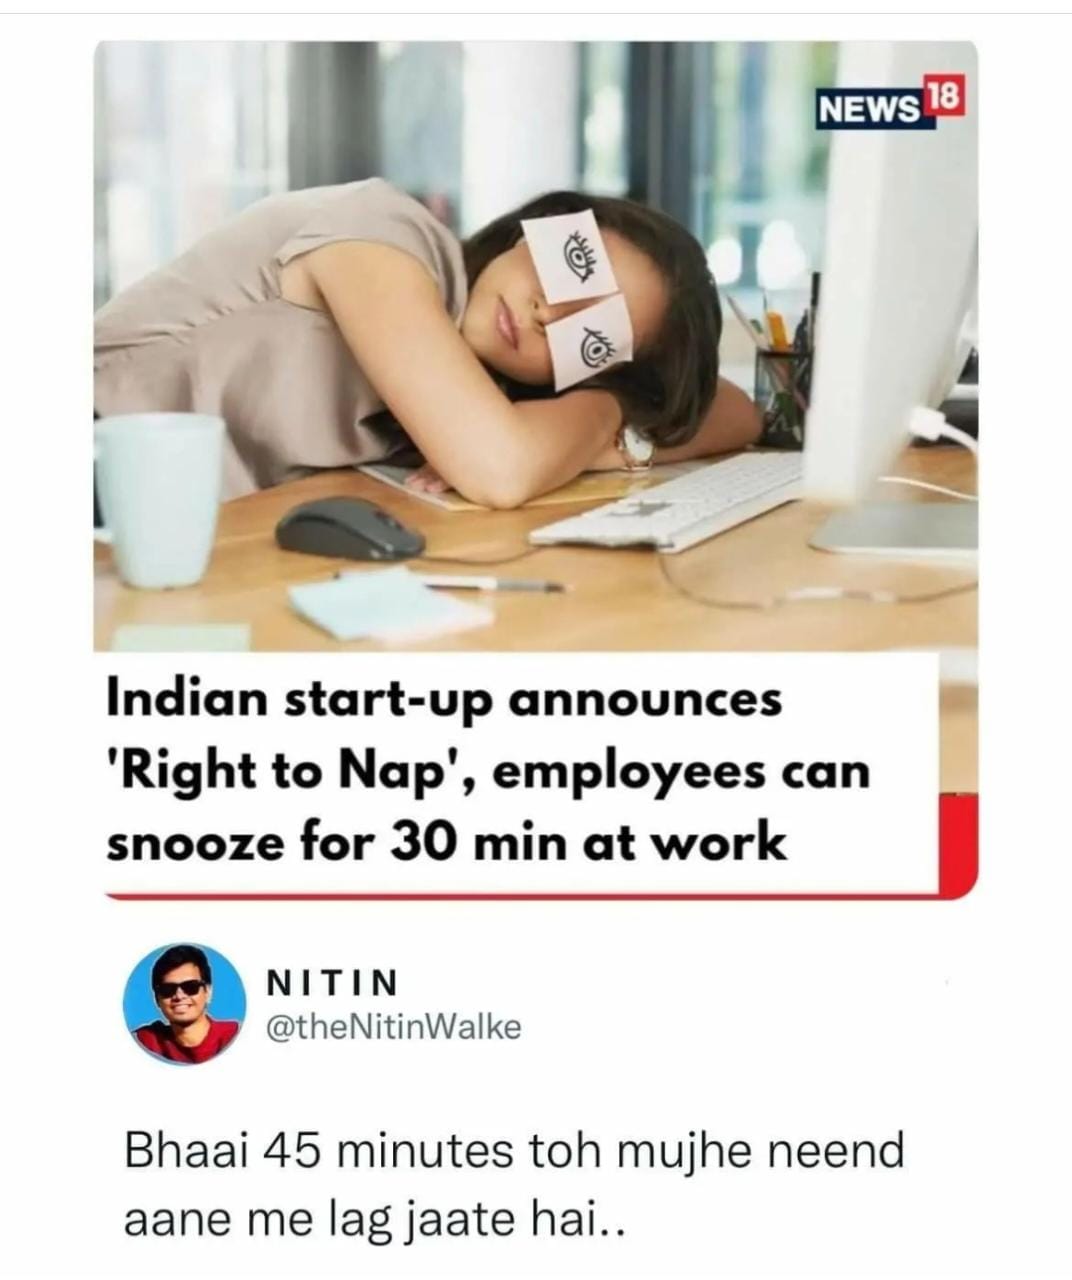 NEWS 18
Indian start-up announces
'Right to Nap', employees can
snooze for 30 min at work
NITIN
@theNitinWalke
Bhaai 45 minutes toh mujhe neend
aane me lag jaate hai..